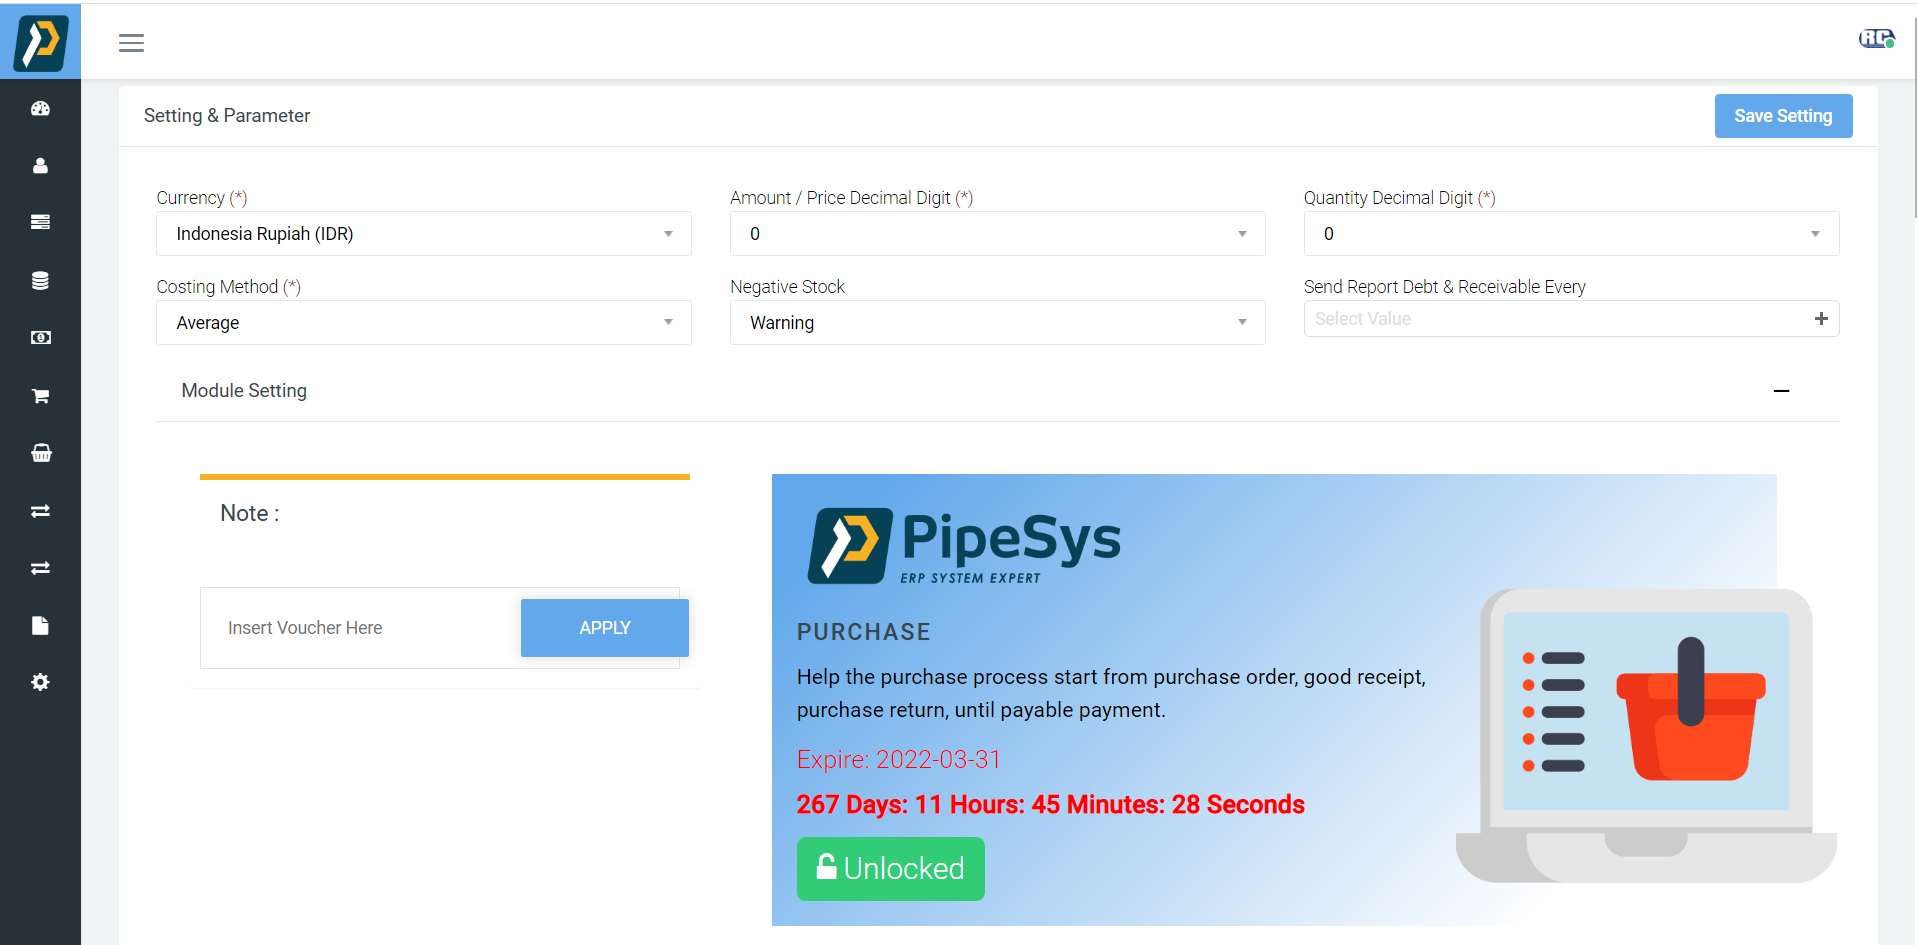 RC
Setting & Parameter
Save Setting
Currency (*)
Amount / Price Decimal Digit (*)
Quantity Decimal Digit (*)
Indonesia Rupiah (IDR)
0
0
Costing Method (*)
Negative Stock
Send Report Debt & Receivable Every
Average
Warning
Select Value
Module Setting
Note :
Insert Voucher Here
APPLY
PipeSys
ERP SYSTEM EXPERT
PURCHASE
Help the purchase process start from purchase order, good receipt,
purchase return, until payable payment.
Expire: 2022-03-31
267 Days: 11 Hours: 45 Minutes: 28 Seconds
Unlocked